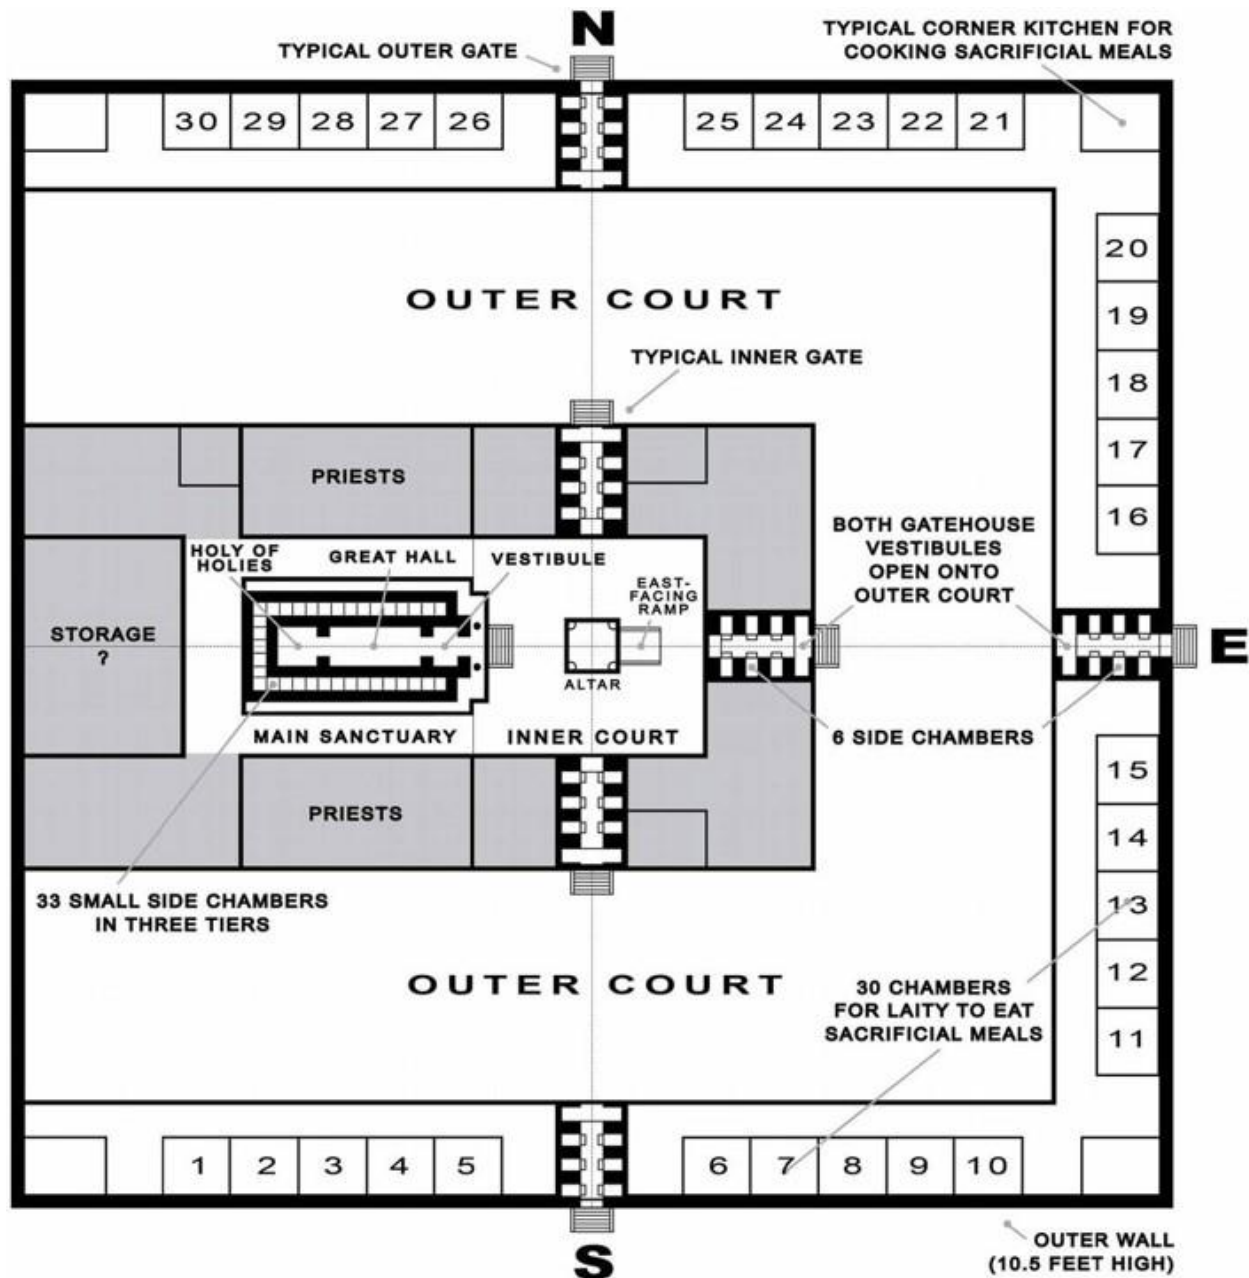 N
TYPICAL OUTER GATE
TYPICAL CORNER KITCHEN FOR
COOKING SACRIFICIAL MEALS
30 29 28 27 26
25 24 23 22 21
20
19
18
17
16
OUTER COURT
TYPICAL INNER GATE
PRIESTS
BOTH GATEHOUSE
VESTIBULES
OPEN ONTO
OUTER COURT
HOLY OF
HOLIES
GREAT HALL
VESTIBULE
EAST-
FACING
RAMP
STORAGE
?
E
ALTAR
MAIN SANCTUARY
INNER COURT
6 SIDE CHAMBERS
PRIESTS
15
14
13
12
11
33 SMALL SIDE CHAMBERS
IN THREE TIERS
OUTER COURT
30 CHAMBERS
FOR LAITY TO EAT
SACRIFICIAL MEALS
1 2 3 4 5
6 7 8 9 10
S
OUTER WALL
(10.5 FEET HIGH)